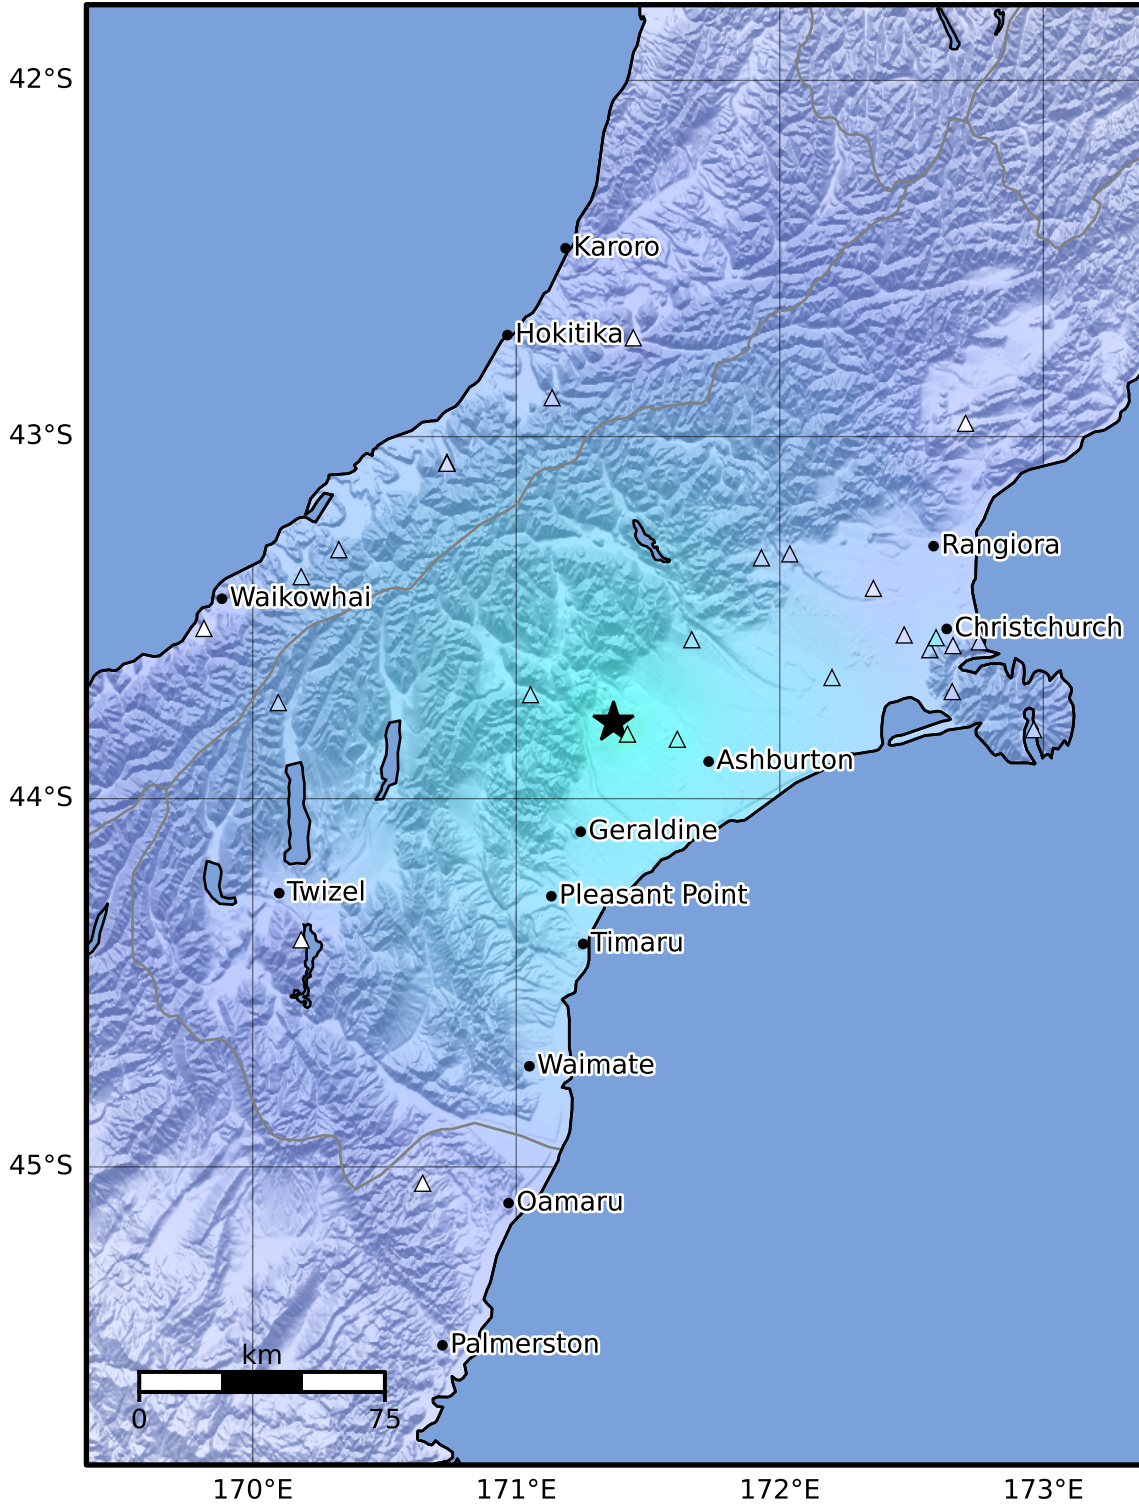 42°S
Karoro
Hokitika
43°S
Rangiora
Waikowhai
Christchurch
Ashburton
44°S
Geraldine
Twizel
Pleasant Point
Timaru
Waimate
45°S
Oamaru
Palmerston
km
0 75
170°E 171°E 172°E 173°E